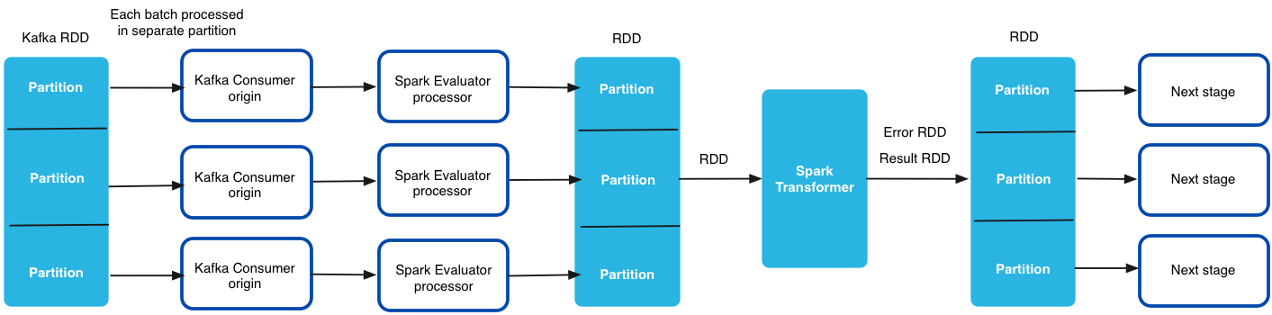 Each batch processed
in separate partition
Kafka RDD
RDD
RDD
Partition
Kafka Consumer
origin
Spark Evaluator
processor
Partition
Partition
Next stage
Partition
Kafka Consumer
origin
Spark Evaluator
processor
Partition
RDD
Spark
Transformer
Error RDD
Result RDD
Partition
Next stage
Partition
Kafka Consumer
origin
Spark Evaluator
processor
Partition
Partition
Next stage